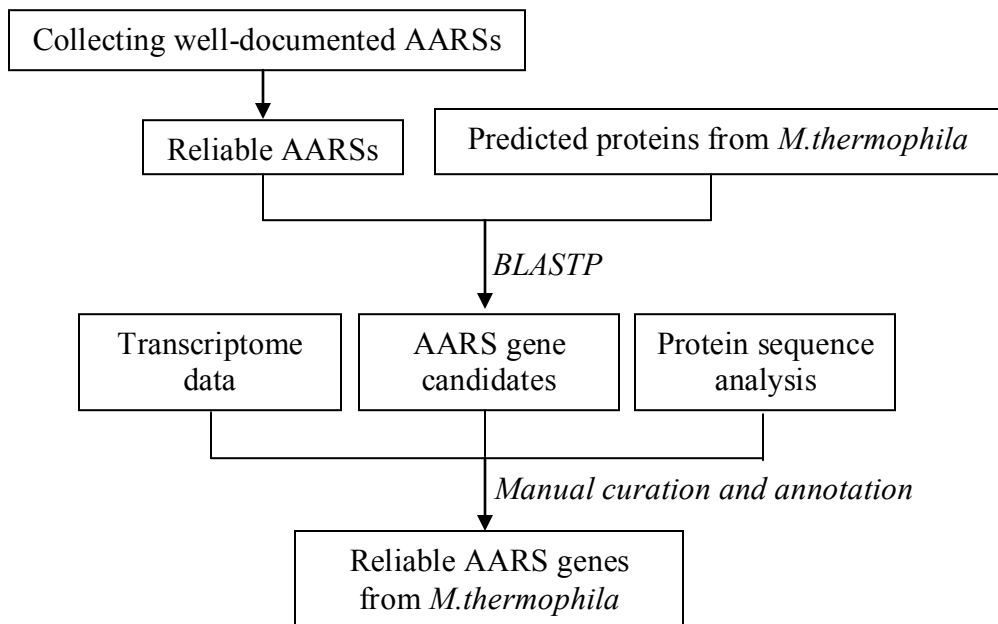 Collecting well-documented AARSs
Reliable AARSs
Predicted proteins from M.thermophila
BLASTP
Transcriptome
data
AARS gene
candidates
Protein sequence
analysis
Manual curation and annotation
Reliable AARS genes
from M.thermophila